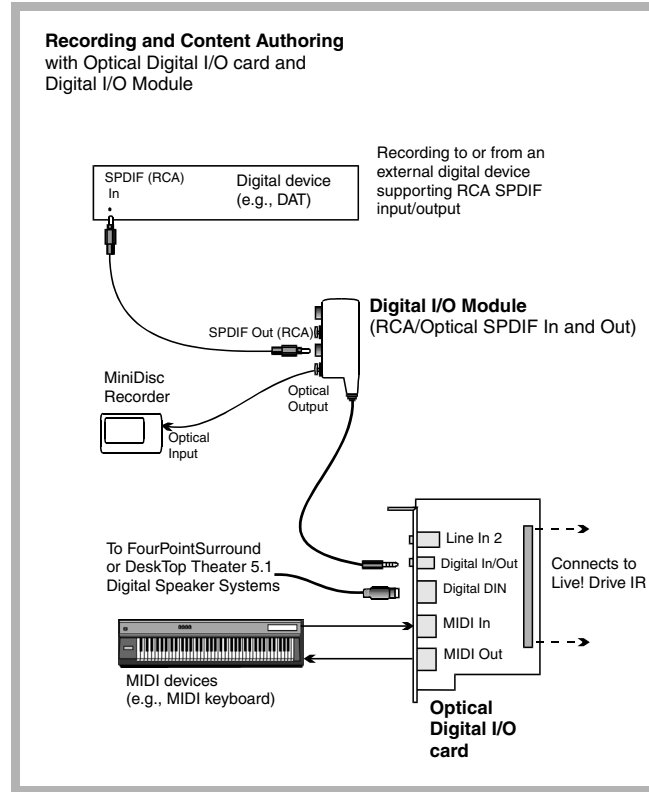 Recording and Content Authoring
with Optical Digital I/O card and
Digital I/O Module
Recording to or from an
external digital device
supporting RCA SPDIF
input/output
SPDIF (RCA)
In
Digital device
(e.g., DAT)
Digital I/O Module
(RCA/Optical SPDIF In and Out)
SPDIF Out (RCA)
MiniDisc
Recorder
Optical
Output
Optical
Input
Line In 2
Digital In/Out
Digital DIN
MIDI In
MIDI Out
Connects to
Live! Drive IR
To FourPointSurround
or DeskTop Theater 5.1
Digital Speaker Systems
MIDI devices
(e.g., MIDI keyboard)
Optical
Digital I/O
card